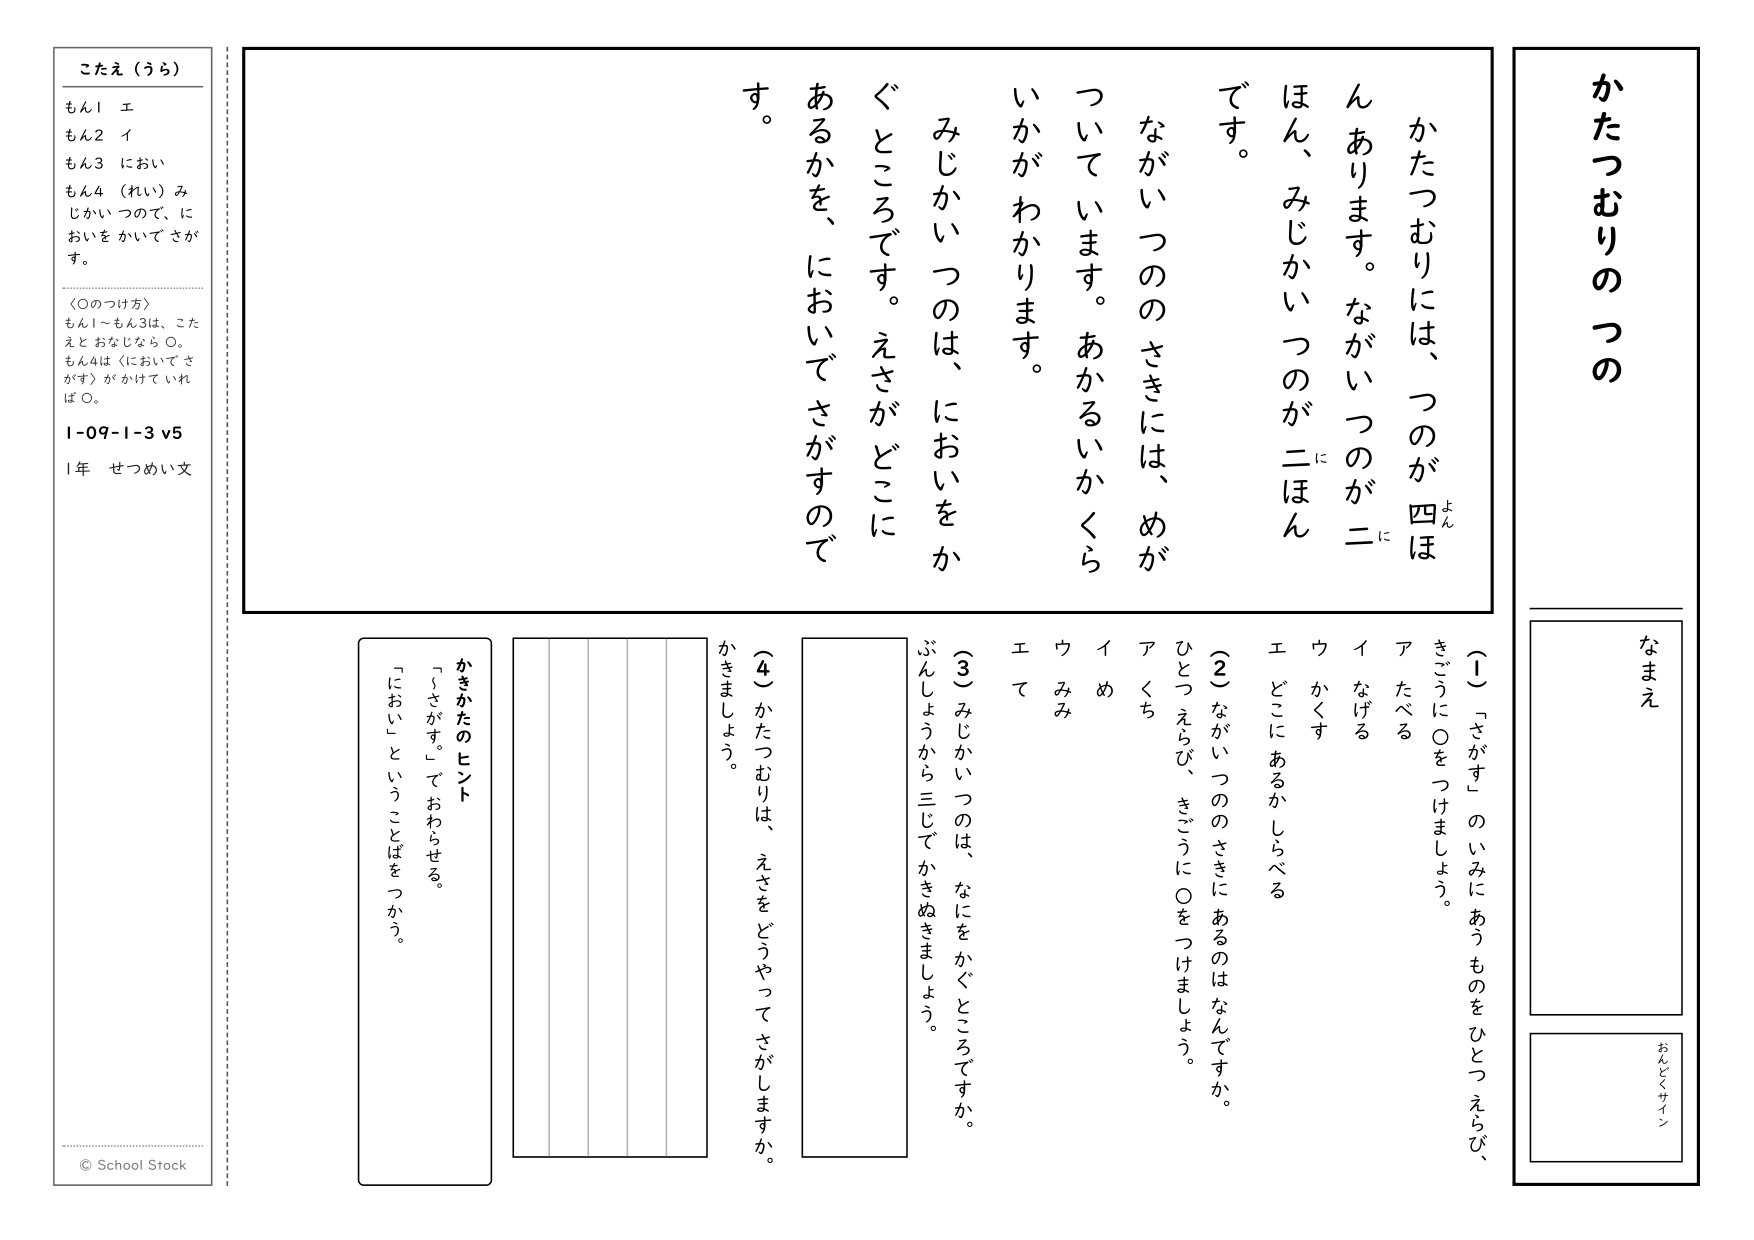 かたつむりの つの
なまえ
おんどくサイン
かたつむりには、つのが 四ほ
よん
ん あります。ながい つのが 二
に
ほん、みじかい つのが 二ほん
に
です。
ながい つのの さきには、めが
ついて います。あかるいか くら
いかが わかります。
みじかい つのは、においを か
ぐ ところです。えさが どこに
あるかを、においで さがすので
す。
(1)「さがす」の いみに あう ものを ひとつ えらび、
きごうに ○を つけましょう。
ア たべる
イ なげる
ウ かくす
エ どこに あるか しらべる
(2) ながい つのの さきに あるのは なんですか。
ひとつ えらび、きごうに ○を つけましょう。
ア くち
イ め
ウ みみ
エ て
(3) みじかい つのは、なにを かぐ ところですか。
ぶんしょうから 三じで かきぬきましょう。
(4) かたつむりは、えさを どうやって さがしますか。
かきましょう。
かきかたの ヒント
「~さがす。」で おわらせる。
「におい」と いう ことばを つかう。
こたえ（うら）
もん1 エ
もん2 イ
もん3 におい
もん4 （れい）み
じかい つので、に
おいを かいで さが
す。
〈○のつけ方〉
もん1～もん3は、こた
えと おなじなら ○。
もん4は〈においで さ
がす〉が かけて いれ
ば ○。
1-09-1-3 v5
1年 せつめい文
© School Stock